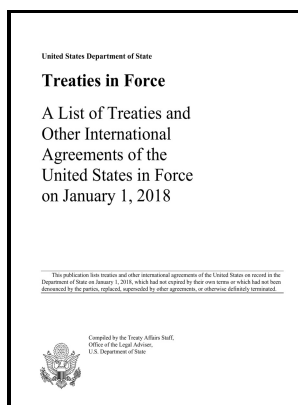 United States Department of State
Treaties in Force
A List of Treaties and
Other International
Agreements of the
United States in Force
on January 1, 2018
This publication lists treaties and other international agreements of the United States on record in the
Department of State on January 1, 2018, which had not expired by their own terms or which had not been
denounced by the parties, replaced, superseded by other agreements, or otherwise definitely terminated.
Compiled by the Treaty Affairs Staff,
Office of the Legal Adviser,
U.S. Department of State